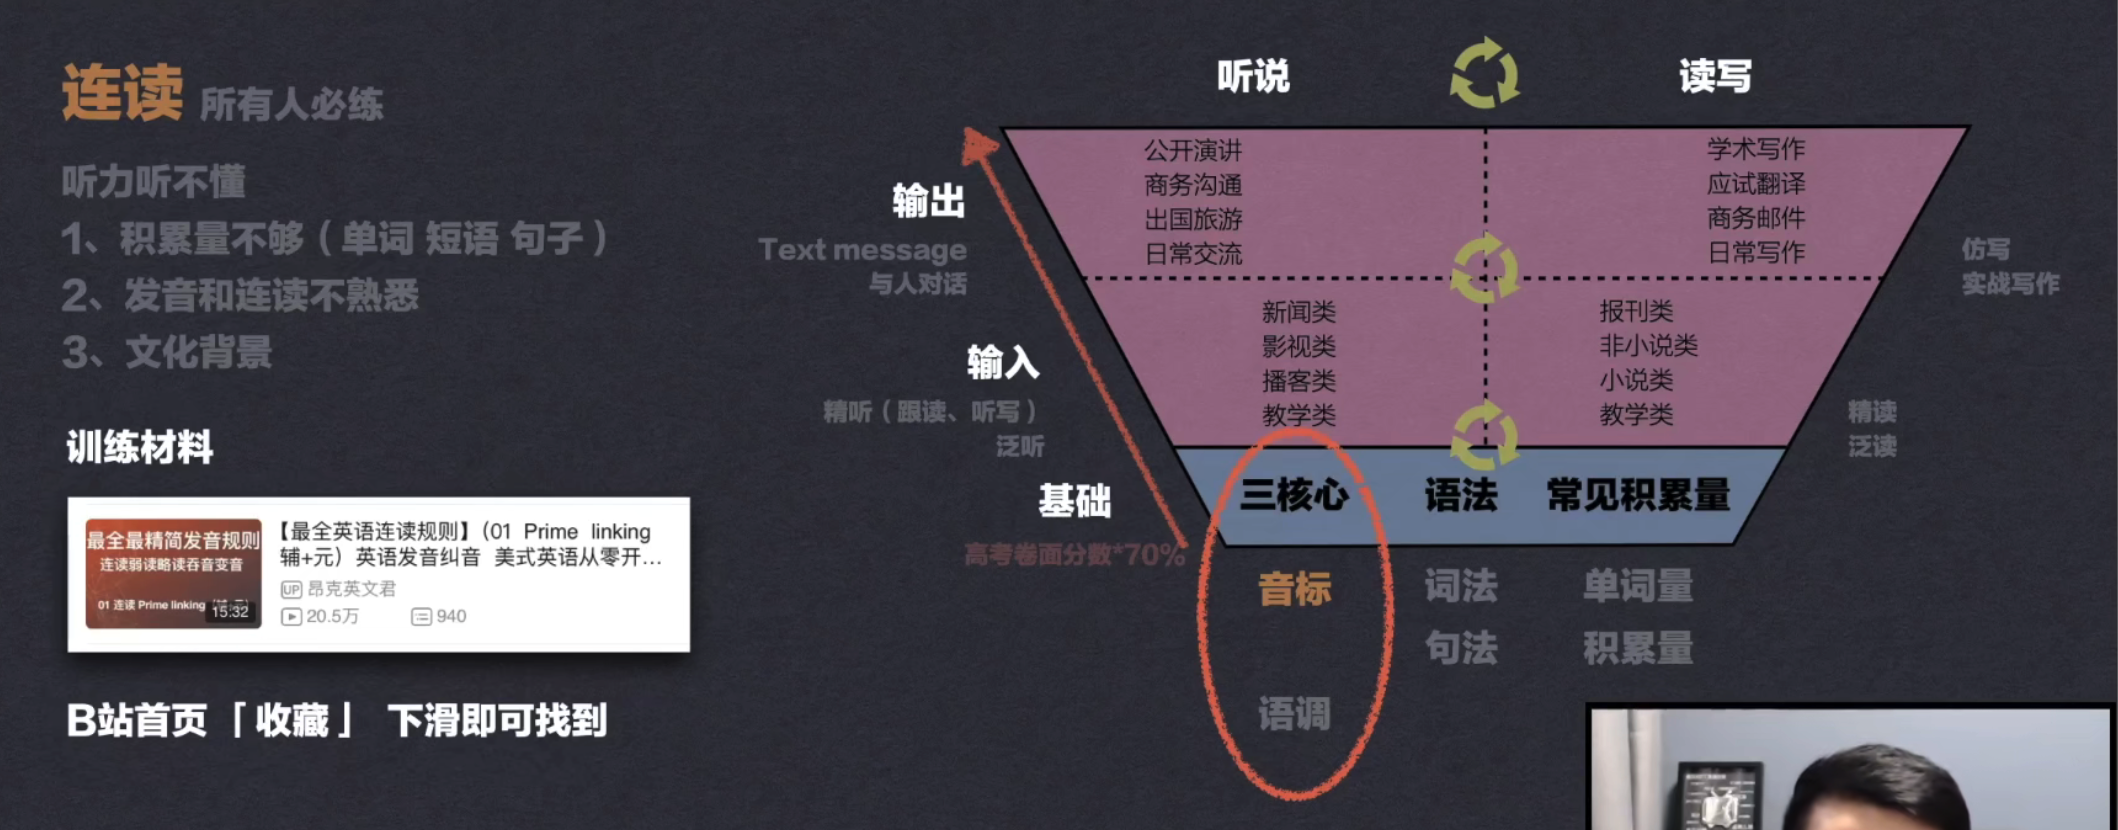 连读 所有人必练
听力听不懂
1、积累量不够（单词 短语 句子）
2、发音和连读不熟悉
3、文化背景
训练材料
最全最精简发音规则
连读弱读略读吞音变音
01 连读 Prime linking
15:32
【最全英语连读规则】（01 Prime linking
辅+元）英语发音纠音 美式英语从零开...
UP 昂克英文君
20.5万 940
B站首页「收藏」 下滑即可找到
听说 读写
输出
Text message
与人对话
公开演讲
商务沟通
出国旅游
日常交流
学术写作
应试翻译
商务邮件
日常写作
仿写
实战写作
输入
精听（跟读、听写）
泛听
新闻类
影视类
播客类
教学类
报刊类
非小说类
小说类
教学类
精读
泛读
基础
高考卷面分数*70%
三核心 语法 常见积累量
音标 词法 单词量
句法 积累量
语调